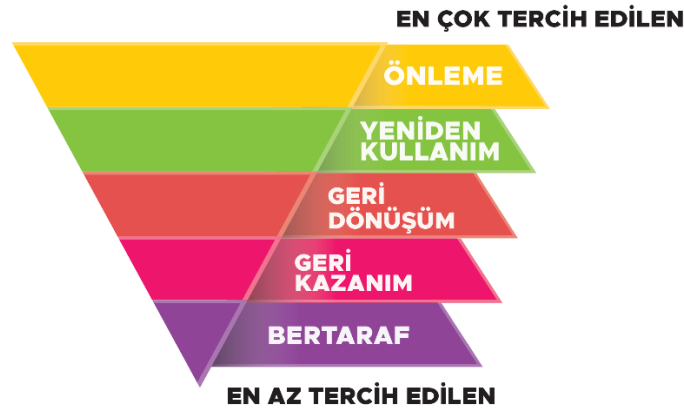 EN ÇOK TERCİH EDİLEN
ÖNLEME
YENİDEN
KULLANIM
GERİ
DÖNÜŞÜM
GERİ
KAZANIM
BERTARAF
EN AZ TERCİH EDİLEN